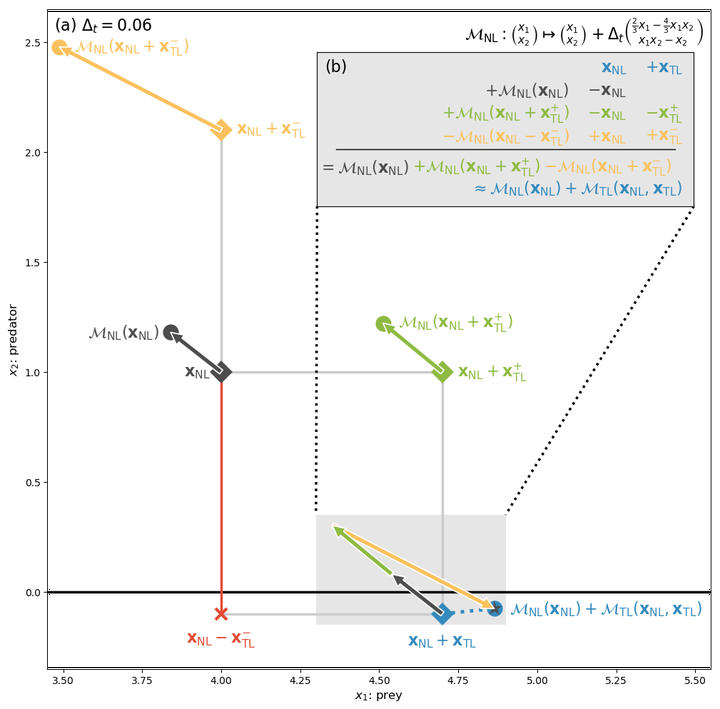 (a) Δₜ = 0.06
ℳ_NL : (x₁ x₂) ↦ (x₁ x₂) + Δₜ(⅔x₁ − 4/3x₁x₂ x₁x₂ − x₂)
ℳ_NL(x_NL + x⁻_TL)
x_NL + x⁻_TL
(b)
x_NL +x_TL
+ℳ_NL(x_NL) −x_NL
+ℳ_NL(x_NL + x⁺_TL) −x_NL −x⁺_TL
−ℳ_NL(x_NL − x⁻_TL) +x_NL +x⁻_TL
= ℳ_NL(x_NL) +ℳ_NL(x_NL + x⁺_TL) −ℳ_NL(x_NL + x⁻_TL)
≈ ℳ_NL(x_NL) + ℳ_TL(x_NL, x_TL)
ℳ_NL(x_NL)
x_NL
ℳ_NL(x_NL + x⁺_TL)
x_NL + x⁺_TL
ℳ_NL(x_NL) + ℳ_TL(x_NL, x_TL)
x_NL − x⁻_TL
x_NL + x_TL
2.5
2.0
1.5
1.0
0.5
0.0
x₂: predator
3.50 3.75 4.00 4.25 4.50 4.75 5.00 5.25 5.50
x₁: prey